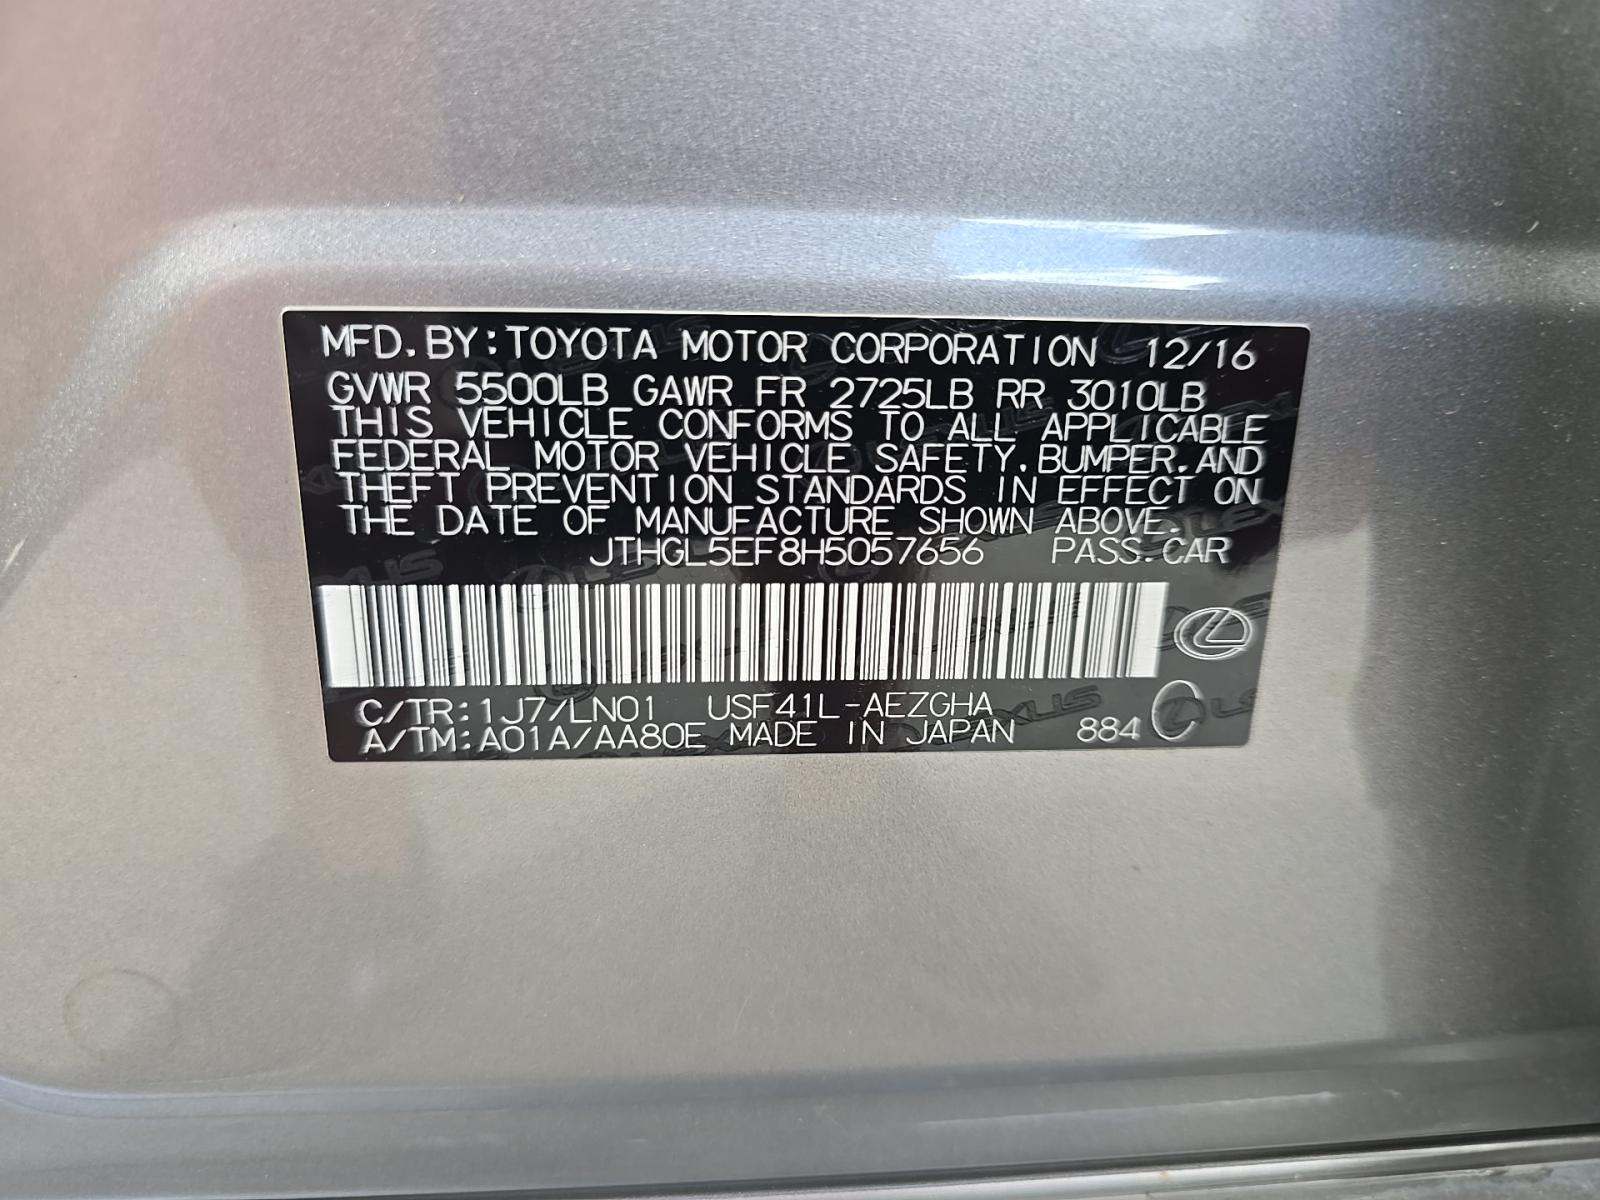 MFD.BY:TOYOTA MOTOR CORPORATION 12/16
GVWR 5500LB GAWR FR 2725LB RR 3010LB
THIS VEHICLE CONFORMS TO ALL APPLICABLE
FEDERAL MOTOR VEHICLE SAFETY,BUMPER,AND
THEFT PREVENTION STANDARDS IN EFFECT ON
THE DATE OF MANUFACTURE SHOWN ABOVE.
JTHGL5EF8H5057656 PASS.CAR
C/TR:1J7/LN01 USF41L-AEZGHA
A/TM:A01A/AA80E MADE IN JAPAN 884 C